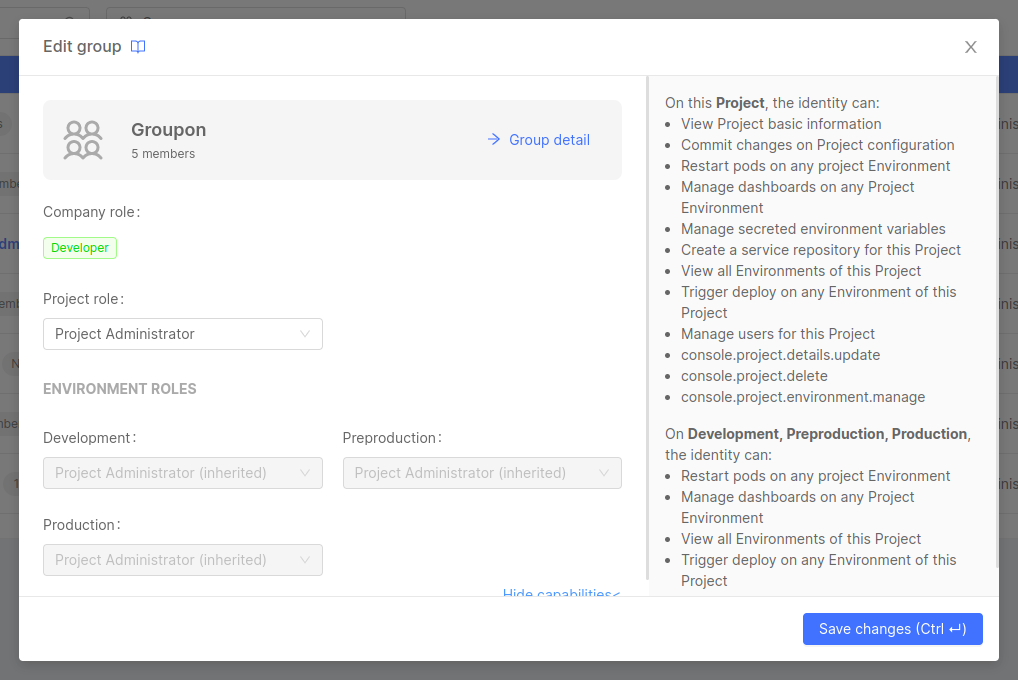 Edit group
Groupon
5 members
Group detail
Company role:
Developer
Project role:
Project Administrator
ENVIRONMENT ROLES
Development:
Preproduction:
Project Administrator (inherited)
Project Administrator (inherited)
Production:
Project Administrator (inherited)
Hide capabilities<
On this Project, the identity can:
• View Project basic information
• Commit changes on Project configuration
• Restart pods on any project Environment
• Manage dashboards on any Project
Environment
• Manage secreted environment variables
• Create a service repository for this Project
• View all Environments of this Project
• Trigger deploy on any Environment of this
Project
• Manage users for this Project
• console.project.details.update
• console.project.delete
• console.project.environment.manage
On Development, Preproduction, Production,
the identity can:
• Restart pods on any project Environment
• Manage dashboards on any Project
Environment
• View all Environments of this Project
• Trigger deploy on any Environment of this
Project
Save changes (Ctrl ↵)